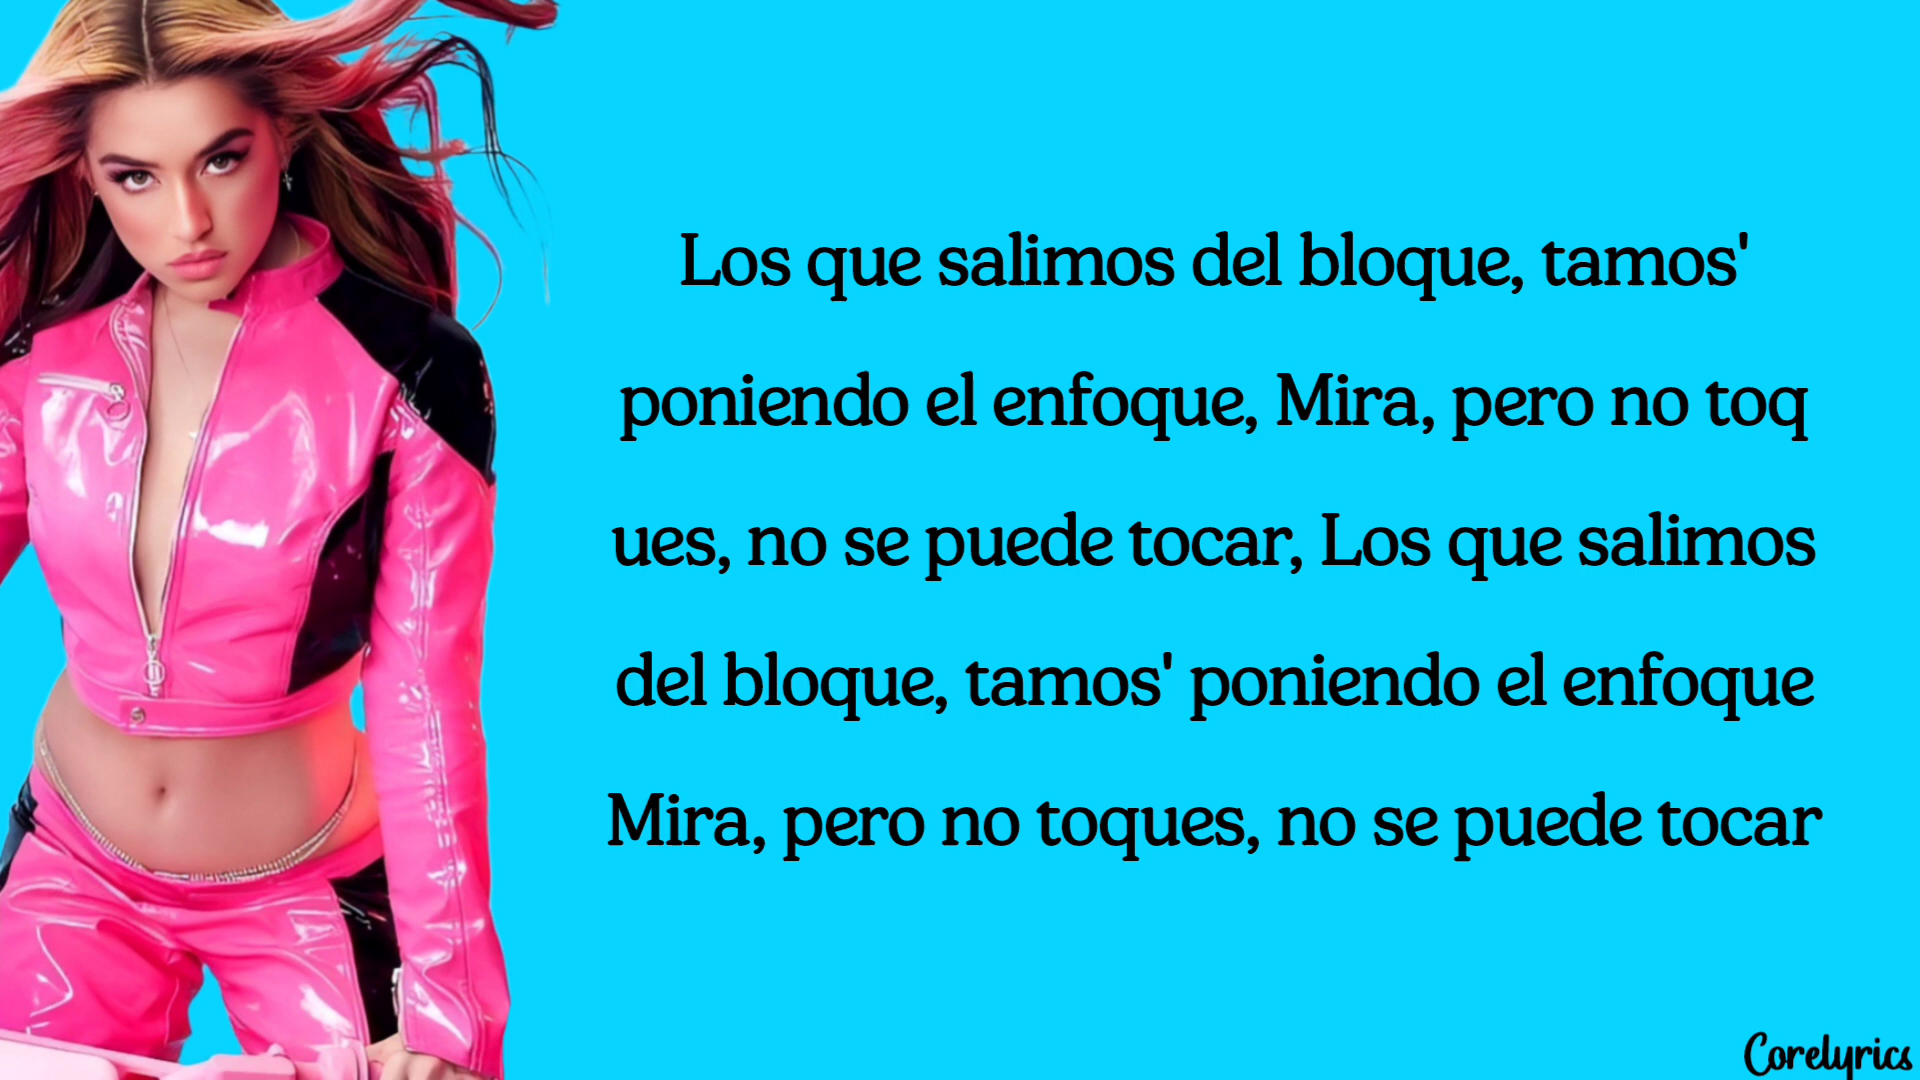 Los que salimos del bloque, tamos'
poniendo el enfoque, Mira, pero no toq
ues, no se puede tocar, Los que salimos
del bloque, tamos' poniendo el enfoque
Mira, pero no toques, no se puede tocar
Corelyrics